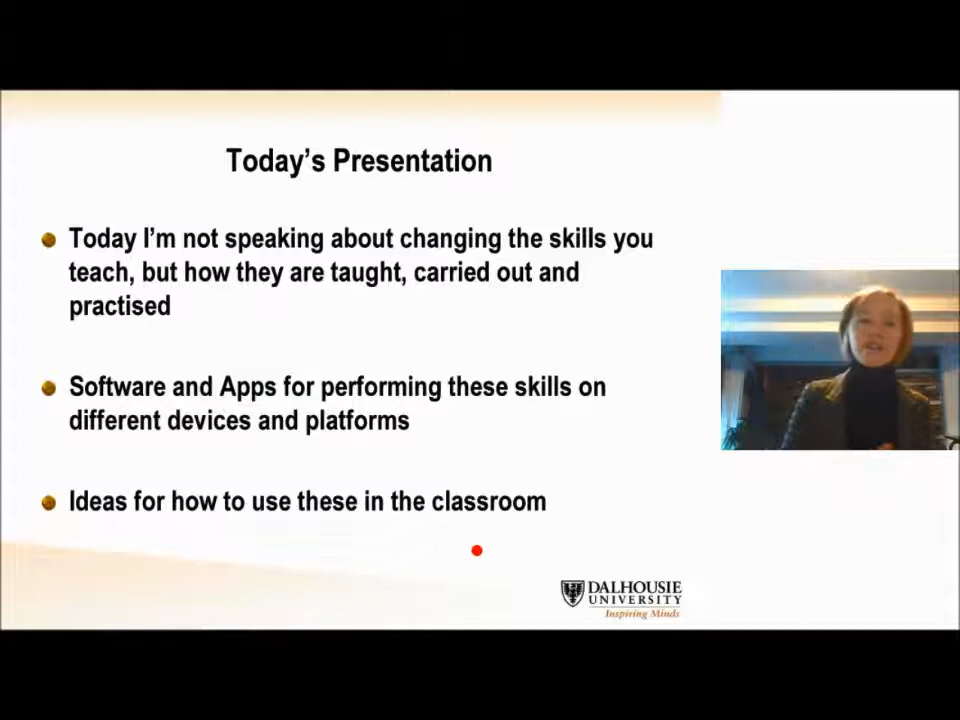 Today's Presentation
Today I'm not speaking about changing the skills you
teach, but how they are taught, carried out and
practised
Software and Apps for performing these skills on
different devices and platforms
Ideas for how to use these in the classroom
DALHOUSIE
UNIVERSITY
Inspiring Minds